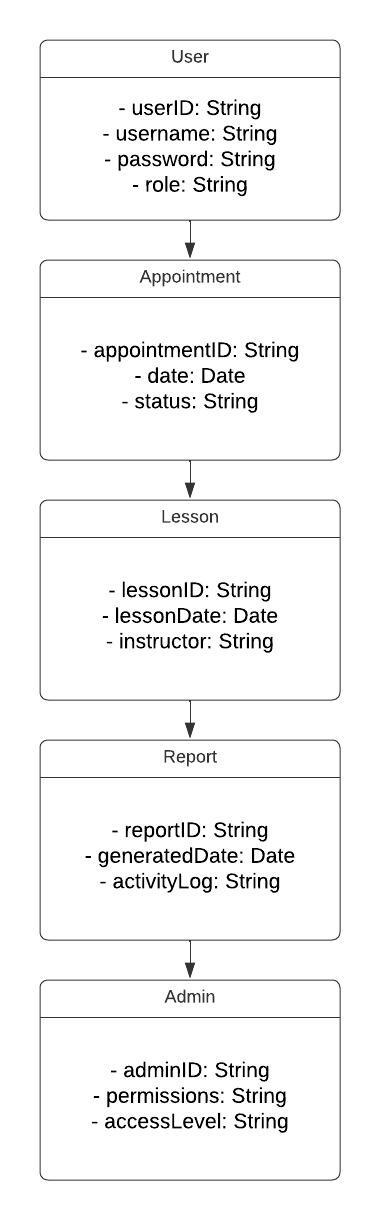 User
- userID: String
- username: String
- password: String
- role: String
Appointment
- appointmentID: String
- date: Date
- status: String
Lesson
- lessonID: String
- lessonDate: Date
- instructor: String
Report
- reportID: String
- generatedDate: Date
- activityLog: String
Admin
- adminID: String
- permissions: String
- accessLevel: String